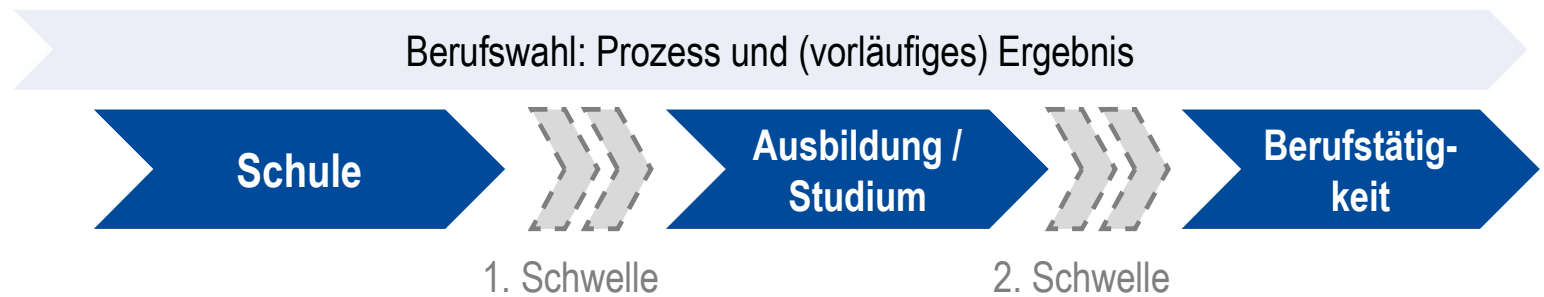 Berufswahl: Prozess und (vorläufiges) Ergebnis
Schule
Ausbildung /
Studium
Berufstätig-
keit
1. Schwelle
2. Schwelle